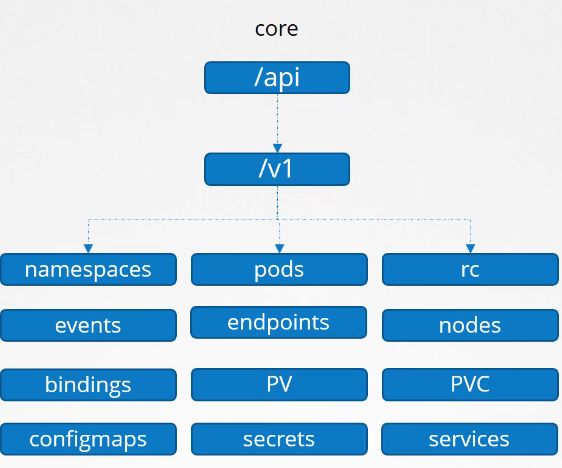 core
/api
/v1
namespaces
pods
rc
events
endpoints
nodes
bindings
PV
PVC
configmaps
secrets
services